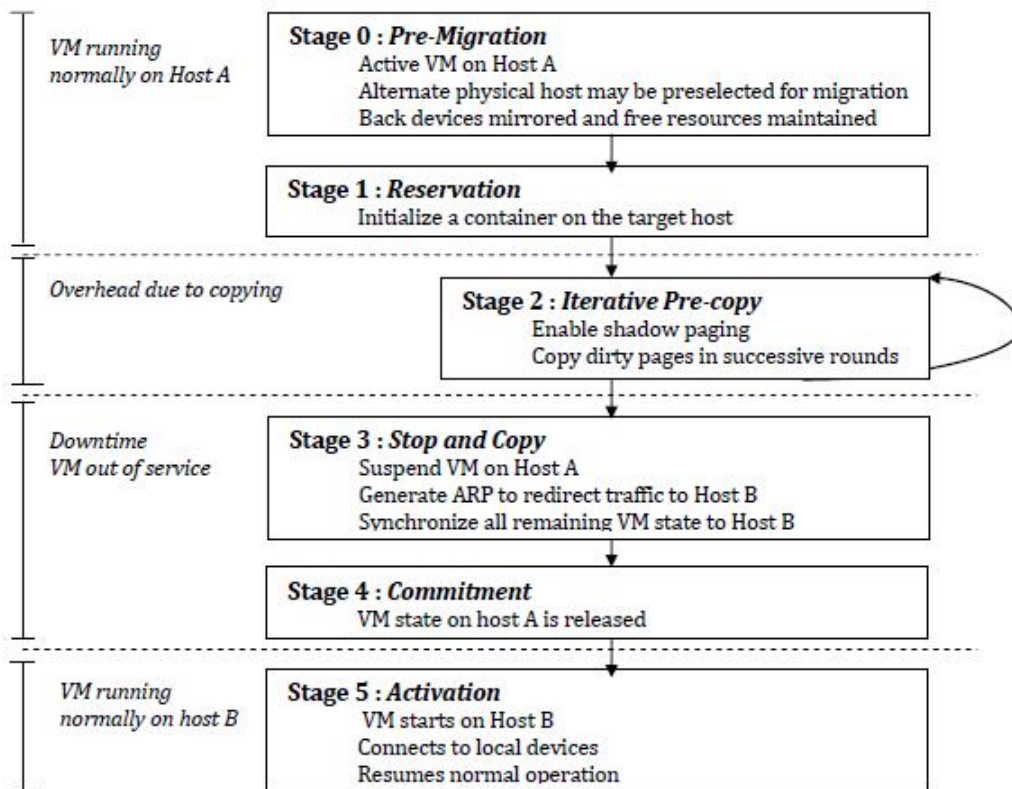 VM running
normally on Host A
Stage 0 : Pre-Migration
Active VM on Host A
Alternate physical host may be preselected for migration
Back devices mirrored and free resources maintained
Stage 1 : Reservation
Initialize a container on the target host
Overhead due to copying
Stage 2 : Iterative Pre-copy
Enable shadow paging
Copy dirty pages in successive rounds
Downtime
VM out of service
Stage 3 : Stop and Copy
Suspend VM on Host A
Generate ARP to redirect traffic to Host B
Synchronize all remaining VM state to Host B
Stage 4 : Commitment
VM state on host A is released
VM running
normally on host B
Stage 5 : Activation
VM starts on Host B
Connects to local devices
Resumes normal operation